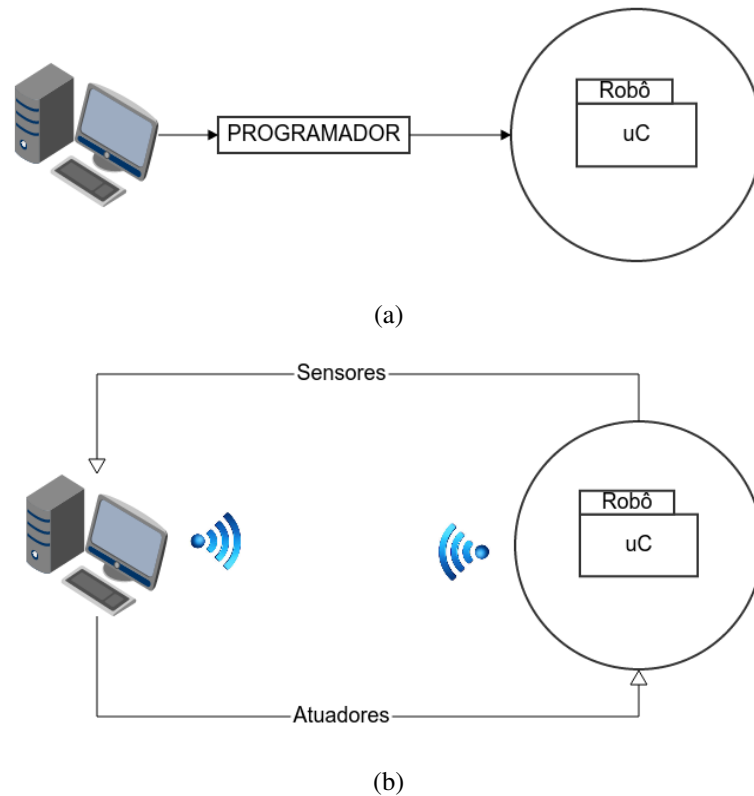 Robô
PROGRAMADOR
uC
(a)
Sensores
Robô
uC
Atuadores
(b)